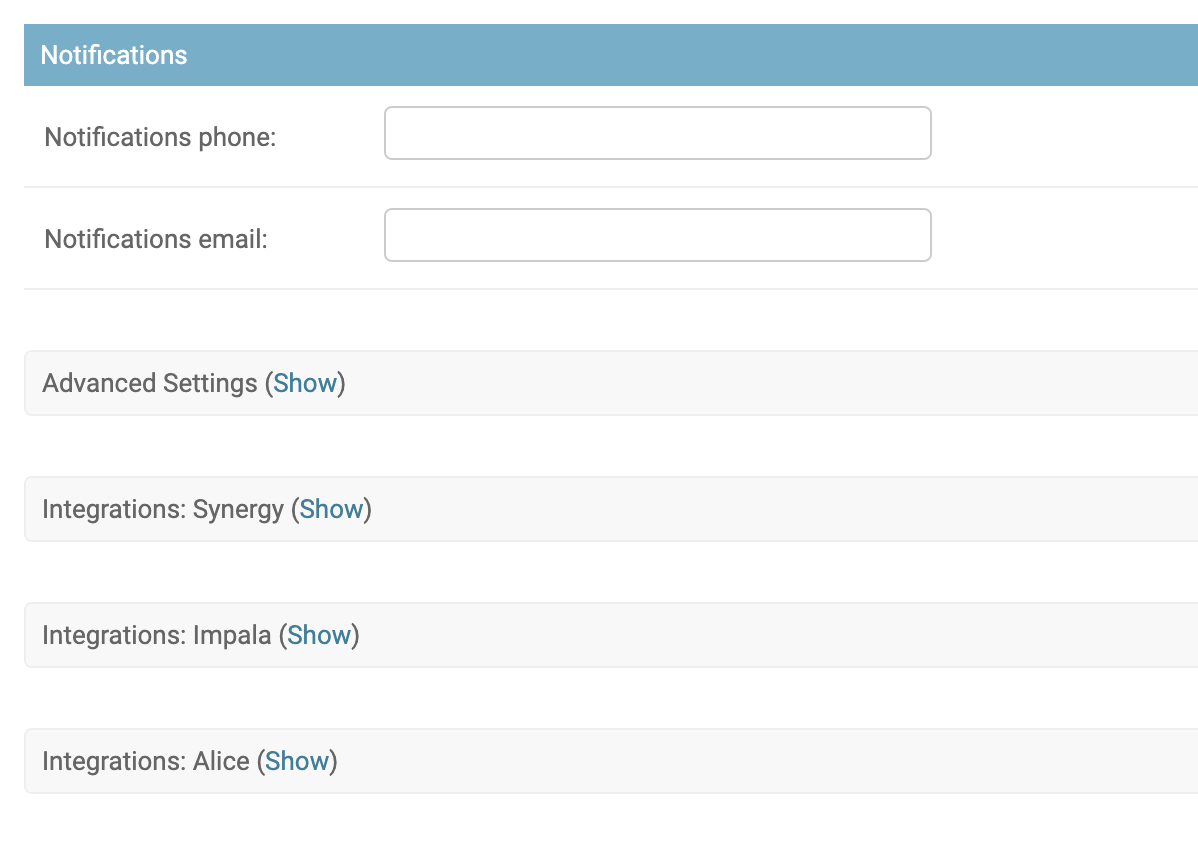 Notifications
Notifications phone:
Notifications email:
Advanced Settings (Show)
Integrations: Synergy (Show)
Integrations: Impala (Show)
Integrations: Alice (Show)